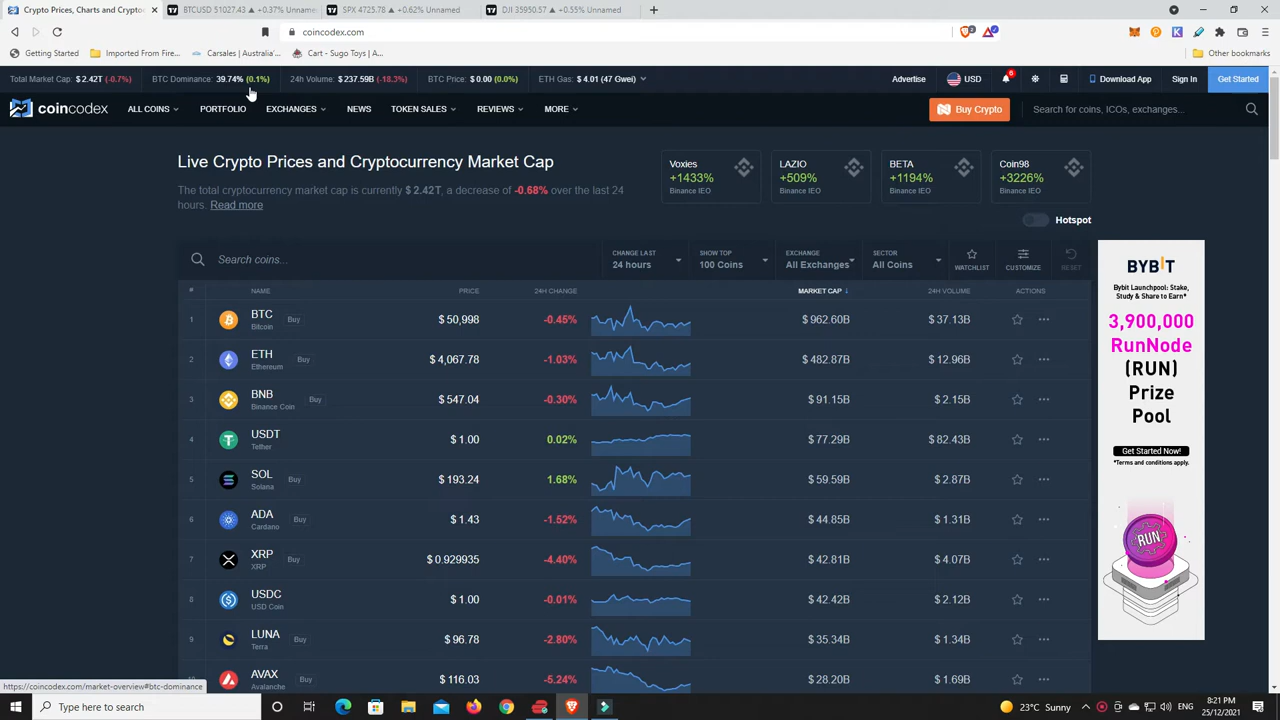 Crypto Prices, Charts and Cryptocu
BTCUSD 51027.43 ▲ +0.37% Unname
SPX 4725.78 ▲ +0.62% Unnamed
DJI 35950.57 ▲ +0.55% Unnamed
coincodex.com
Getting Started
Imported From Fire...
Carsales | Australia'...
Cart - Sugo Toys | A...
Other bookmarks
Total Market Cap: $ 2.42T (-0.7%)
BTC Dominance: 39.74% (0.1%)
24h Volume: $ 237.59B (-18.3%)
BTC Price: $ 0.00 (0.0%)
ETH Gas: $ 4.01 (47 Gwei)
Advertise
USD
6
Download App
Sign In
Get Started
coincodex
ALL COINS
PORTFOLIO
EXCHANGES
NEWS
TOKEN SALES
REVIEWS
MORE
Buy Crypto
Search for coins, ICOs, exchanges...
Live Crypto Prices and Cryptocurrency Market Cap
The total cryptocurrency market cap is currently $ 2.42T, a decrease of -0.68% over the last 24
hours. Read more
Voxies
+1433%
Binance IEO
LAZIO
+509%
Binance IEO
BETA
+1194%
Binance IEO
Coin98
+3226%
Binance IEO
Hotspot
Search coins...
CHANGE LAST
24 hours
SHOW TOP
100 Coins
EXCHANGE
All Exchanges
SECTOR
All Coins
WATCHLIST
CUSTOMIZE
RESET
# NAME PRICE 24H CHANGE MARKET CAP ↓ 24H VOLUME ACTIONS
1 BTC Buy $ 50,998 -0.45% $ 962.60B $ 37.13B
Bitcoin
2 ETH Buy $ 4,067.78 -1.03% $ 482.87B $ 12.96B
Ethereum
3 BNB Buy $ 547.04 -0.30% $ 91.15B $ 2.15B
Binance Coin
4 USDT $ 1.00 0.02% $ 77.29B $ 82.43B
Tether
5 SOL Buy $ 193.24 1.68% $ 59.59B $ 2.87B
Solana
6 ADA Buy $ 1.43 -1.52% $ 44.85B $ 1.31B
Cardano
7 XRP Buy $ 0.929935 -4.40% $ 42.81B $ 4.07B
XRP
8 USDC $ 1.00 -0.01% $ 42.42B $ 2.12B
USD Coin
9 LUNA Buy $ 96.78 -2.80% $ 35.34B $ 1.34B
Terra
AVAX Buy $ 116.03 -5.24% $ 28.20B $ 1.69B
Avalanche
BYBIT
Bybit Launchpool: Stake,
Study & Share to Earn*
3,900,000
RunNode
(RUN)
Prize
Pool
Get Started Now!
*Terms and conditions apply.
RUN
https://coincodex.com/market-overview#btc-dominance
Type here to search
23°C Sunny
ENG
8:21 PM
25/12/2021